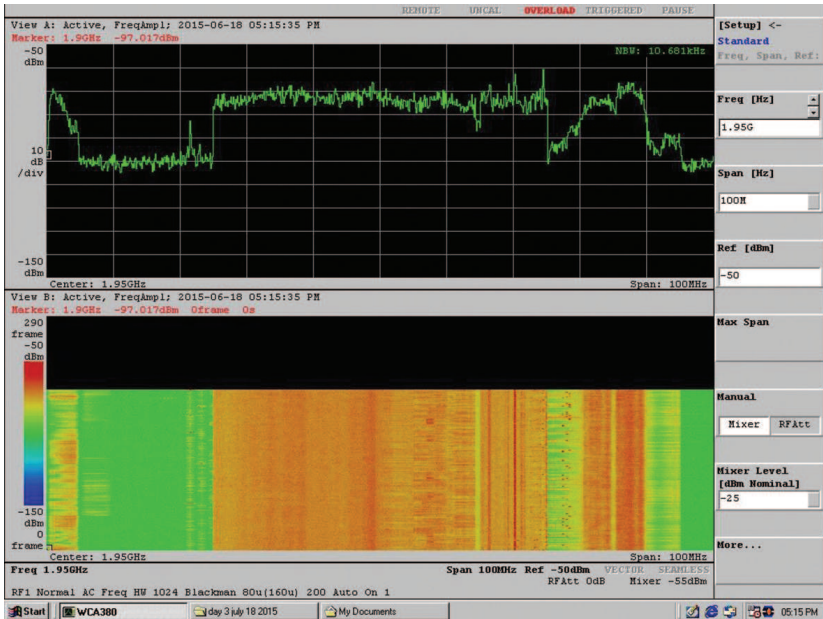 REMOTE UNCAL OVERLOAD TRIGGERED PAUSE
View A: Active, FreqAmpl; 2015-06-18 05:15:35 PM
Marker: 1.9GHz -97.017dBm
-50
dBm
NBW: 10.681kHz
10
dB
/div
-150
dBm
Center: 1.95GHz Span: 100MHz
View B: Active, FreqAmpl; 2015-06-18 05:15:35 PM
Marker: 1.9GHz -97.017dBm 0frame 0s
290
frame
-50
dBm
-150
dBm
0
frame
Center: 1.95GHz Span: 100MHz
Freq 1.95GHz Span 100MHz Ref -50dBm VECTOR SEAMLESS
RFAtt 0dB Mixer -55dBm
RF1 Normal AC Freq HW 1024 Blackman 80u(160u) 200 Auto On 1
[Setup] <-
Standard
Freq, Span, Ref:
Freq [Hz]
1.95G
Span [Hz]
100M
Ref [dBm]
-50
Max Span
Manual
Mixer RFAtt
Mixer Level
[dBm Nominal]
-25
More...
Start WCA380 day 3 july 18 2015 My Documents 05:15 PM